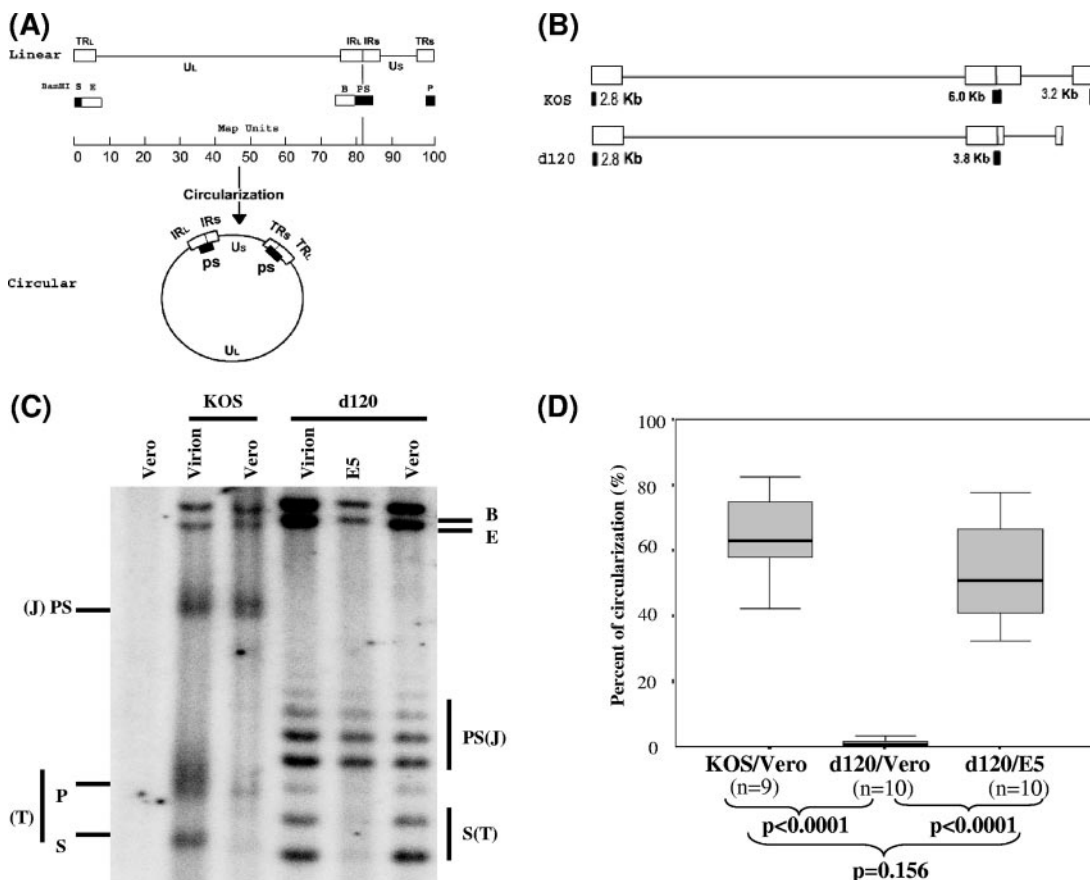 (A)
TRL IRL IRs TRs
Linear
UL Us
BamHI S E B PS P
Map Units
0 10 20 30 40 50 60 70 80 90 100
Circularization
IRL IRs Us TRs TRL
ps ps
Circular
UL
(B)
KOS 2.8 Kb 6.0 Kb 3.2 Kb
d120 2.8 Kb 3.8 Kb
(C)
KOS d120
Vero Virion Vero Virion E5 Vero
B
E
(J) PS
PS(J)
P
(T)
S
S(T)
(D)
Percent of circularization (%)
100
80
60
40
20
0
KOS/Vero d120/Vero d120/E5
(n=9) (n=10) (n=10)
p<0.0001 p<0.0001
p=0.156